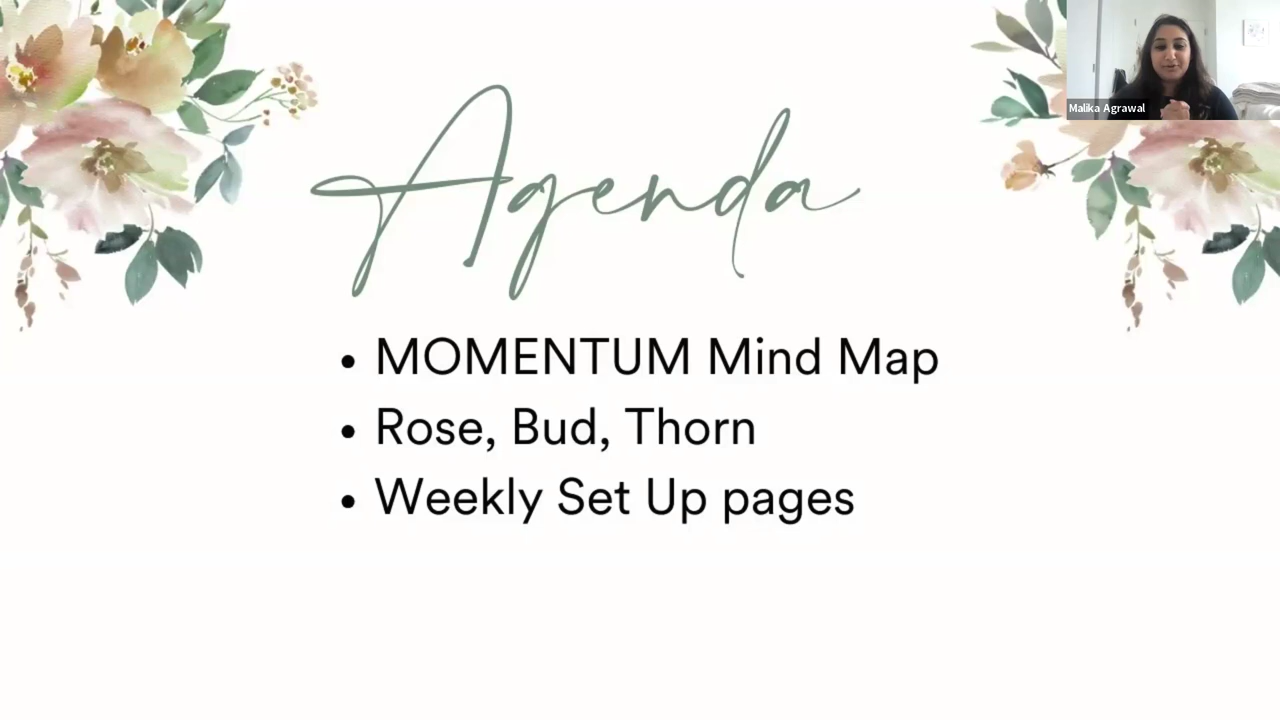 Malika Agrawal
Agenda
• MOMENTUM Mind Map
• Rose, Bud, Thorn
• Weekly Set Up pages